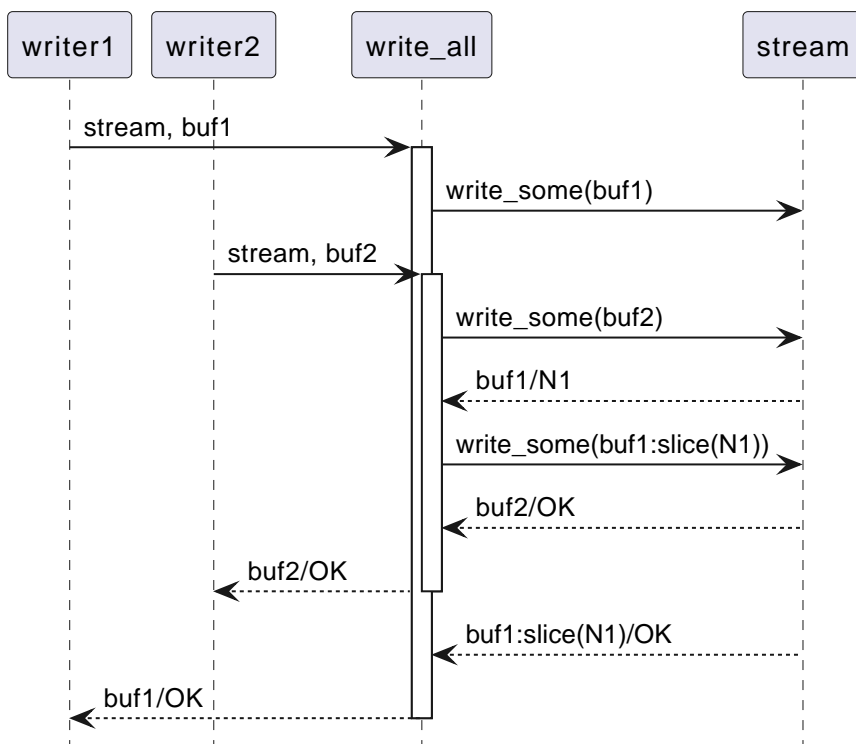 writer1 writer2 write_all stream
stream, buf1
write_some(buf1)
stream, buf2
write_some(buf2)
buf1/N1
write_some(buf1:slice(N1))
buf2/OK
buf2/OK
buf1:slice(N1)/OK
buf1/OK